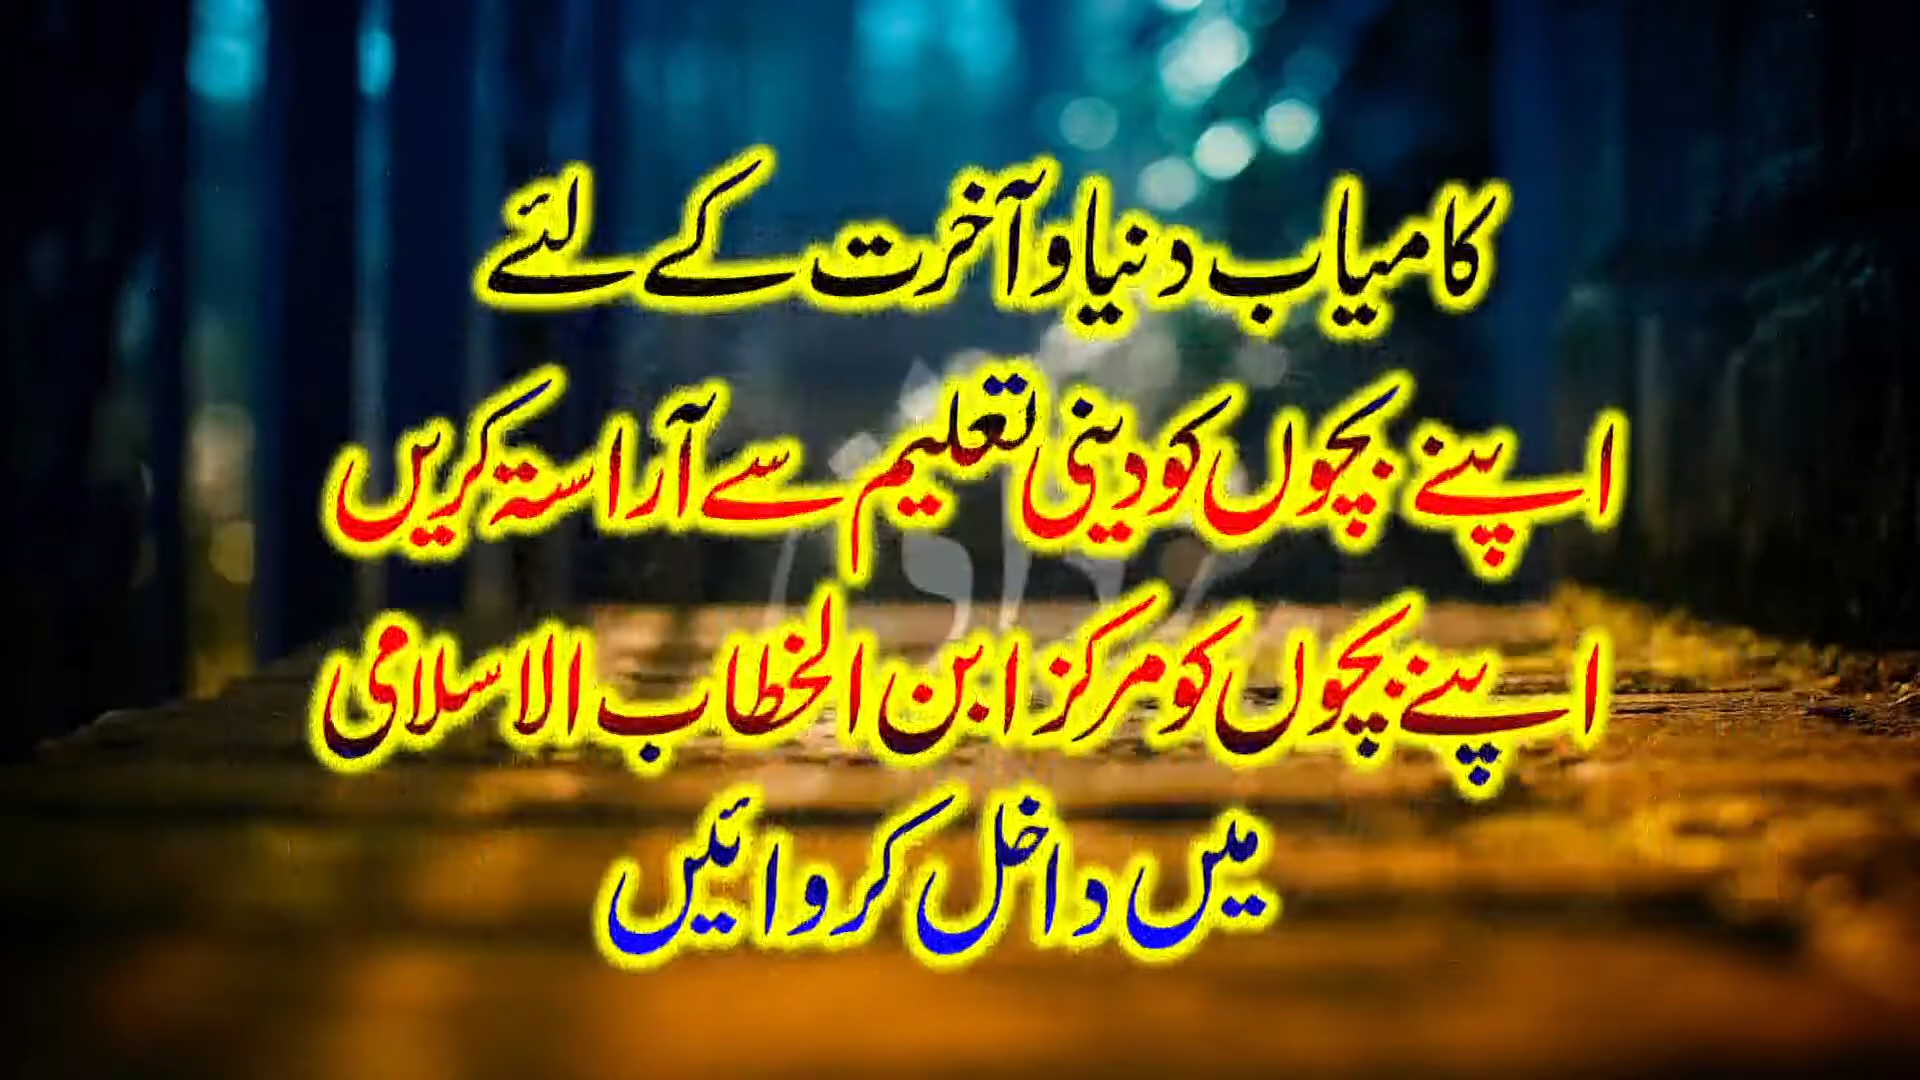 کامیاب دنیا و آخرت کے لئے
اپنے بچوں کو دینی تعلیم سے آراستۃ کریں
اپنے بچوں کو مرکز ابن الخطاب الاسلامی
میں داخل کروائیں